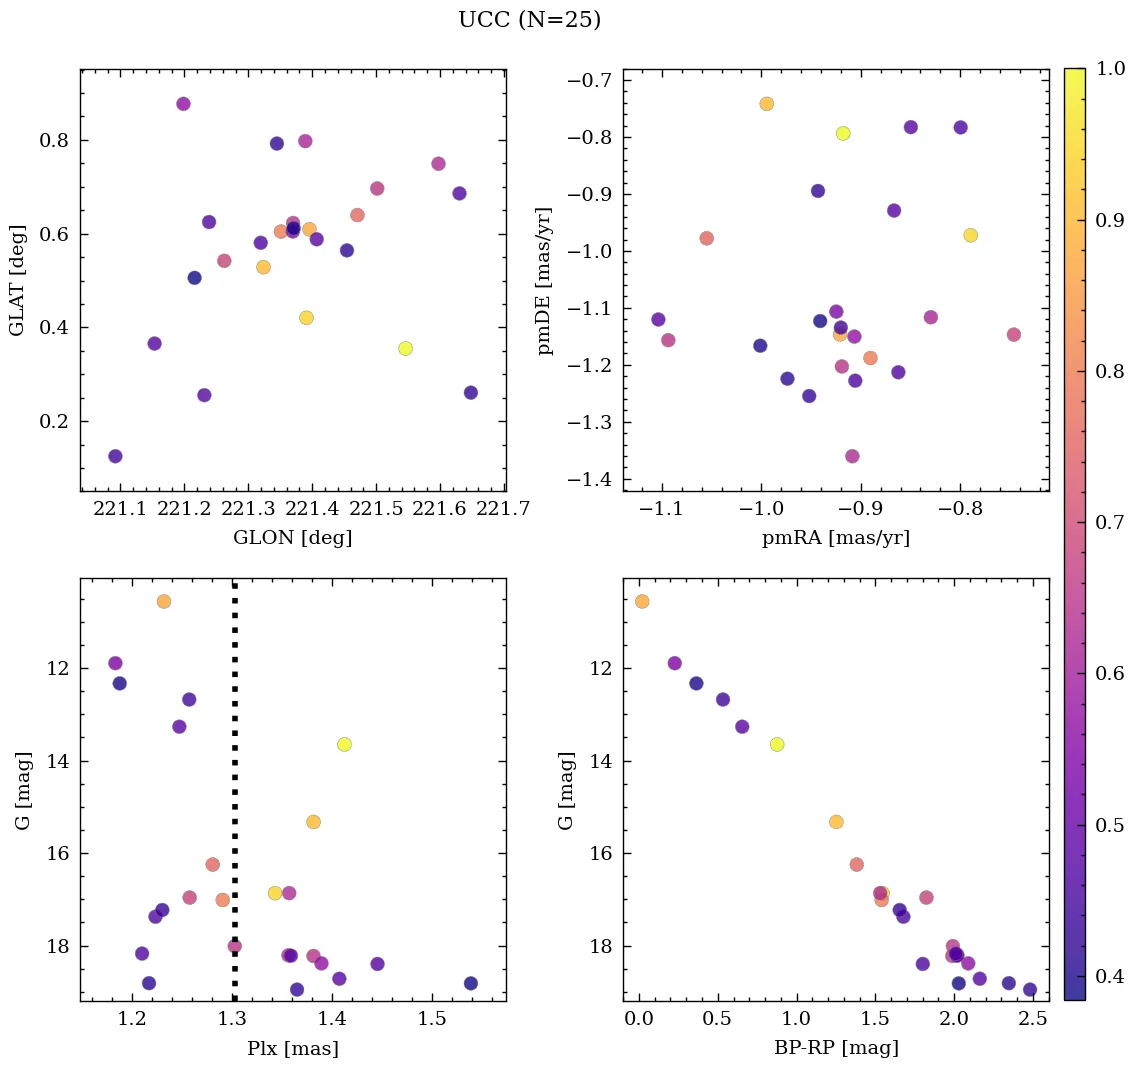 UCC (N=25)
0.8
0.6
0.4
0.2
GLAT [deg]
221.1 221.2 221.3 221.4 221.5 221.6 221.7
GLON [deg]
−0.7
−0.8
−0.9
−1.0
−1.1
−1.2
−1.3
−1.4
pmDE [mas/yr]
−1.1 −1.0 −0.9 −0.8
pmRA [mas/yr]
12
14
16
18
G [mag]
1.2 1.3 1.4 1.5
Plx [mas]
12
14
16
18
G [mag]
0.0 0.5 1.0 1.5 2.0 2.5
BP-RP [mag]
1.0
0.9
0.8
0.7
0.6
0.5
0.4